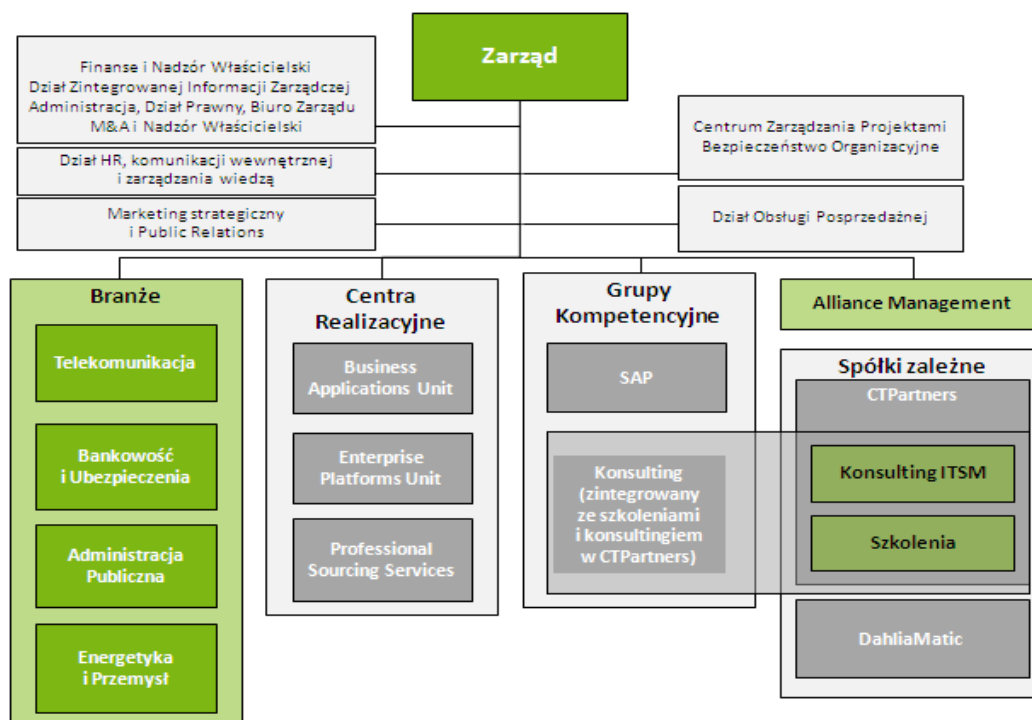 Zarząd
Finanse i Nadzór Właścicielski
Dział Zintegrowanej Informacji Zarządczej
Administracja, Dział Prawny, Biuro Zarządu
M&A i Nadzór Właścicielski
Dział HR, komunikacji wewnętrznej
i zarządzania wiedzą
Marketing strategiczny
i Public Relations
Centrum Zarządzania Projektami
Bezpieczeństwo Organizacyjne
Dział Obsługi Posprzedażnej
Branże
Telekomunikacja
Bankowość
i Ubezpieczenia
Administracja
Publiczna
Energetyka
i Przemysł
Centra
Realizacyjne
Business
Applications Unit
Enterprise
Platforms Unit
Professional
Sourcing Services
Grupy
Kompetencyjne
SAP
Konsulting
(zintegrowany
ze szkoleniami
i konsultingiem
w CTPartners)
Alliance Management
Spółki zależne
CTPartners
Konsulting ITSM
Szkolenia
DahliaMatic